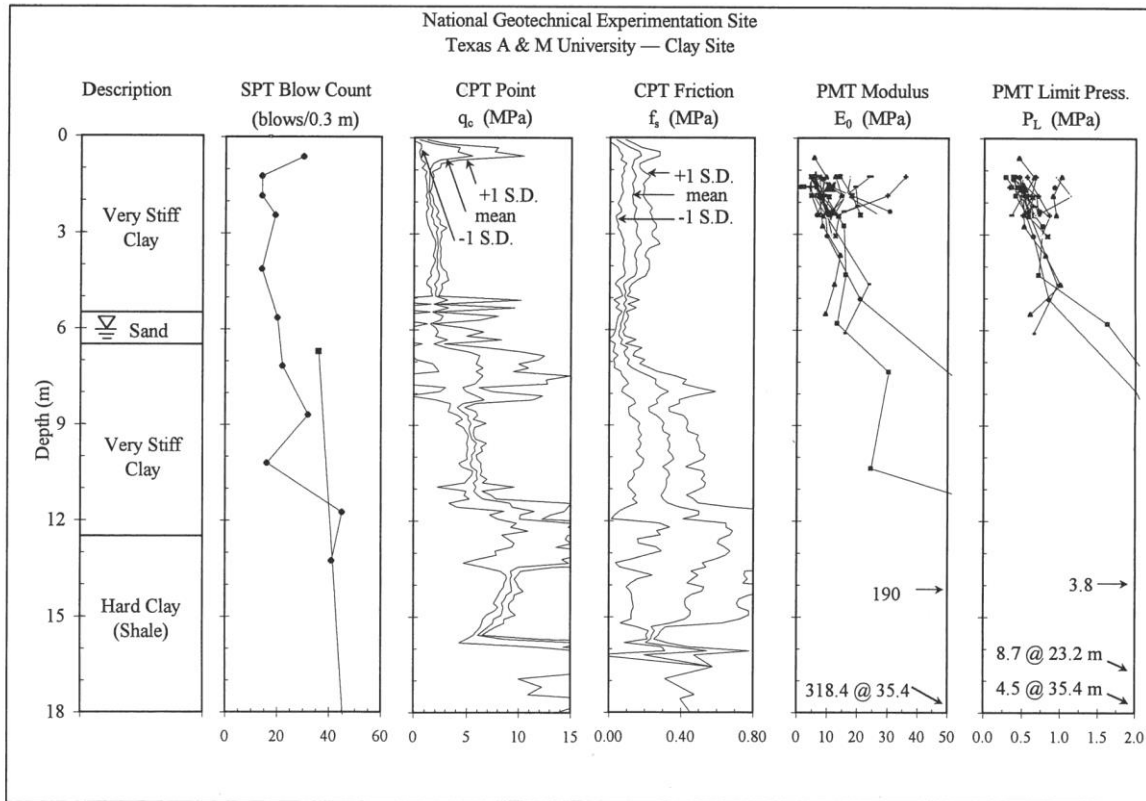 National Geotechnical Experimentation Site
Texas A & M University — Clay Site
Description
SPT Blow Count
(blows/0.3 m)
CPT Point
qc (MPa)
CPT Friction
fs (MPa)
PMT Modulus
E0 (MPa)
PMT Limit Press.
PL (MPa)
Depth (m)
0
3
6
9
12
15
18
Very Stiff
Clay
Sand
Very Stiff
Clay
Hard Clay
(Shale)
+1 S.D.
mean
-1 S.D.
+1 S.D.
mean
-1 S.D.
190
318.4 @ 35.4
3.8
8.7 @ 23.2 m
4.5 @ 35.4 m
0 20 40 60
0 5 10 15
0.00 0.40 0.80
0 10 20 30 40 50
0.0 0.5 1.0 1.5 2.0